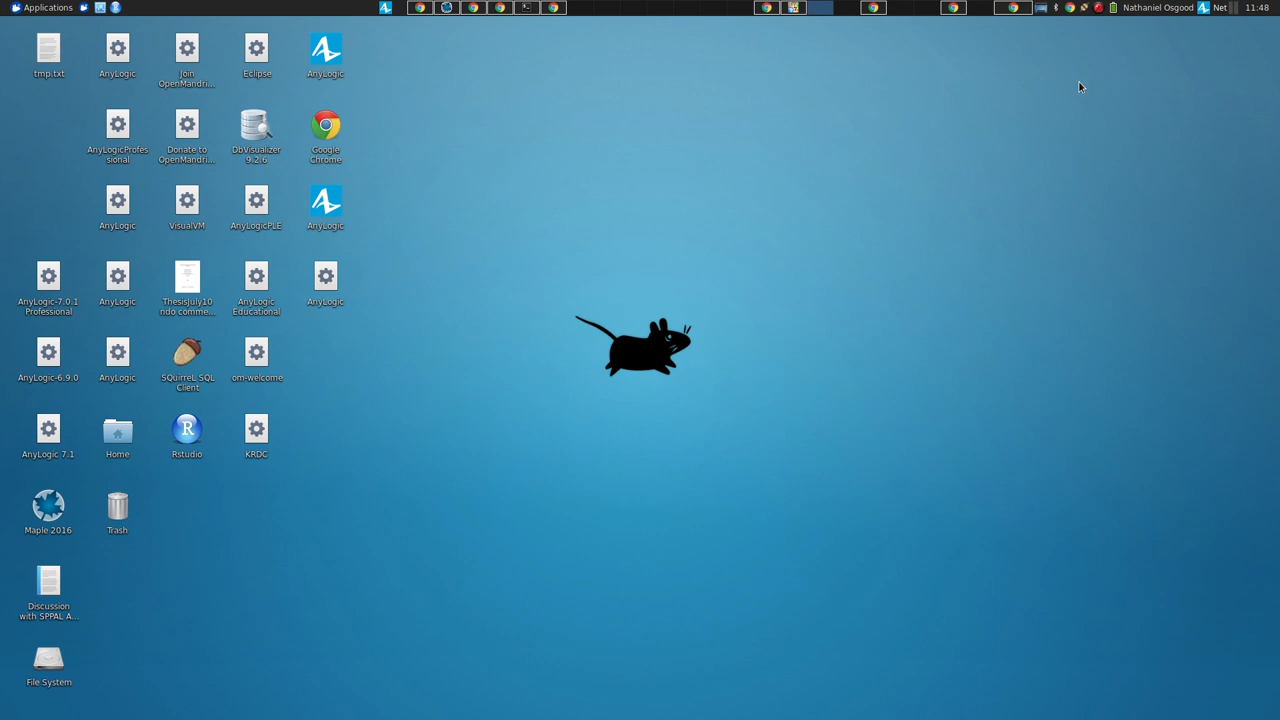 Applications
Nathaniel Osgood
Net
11:48
tmp.txt
AnyLogic
Join
OpenMandri...
Eclipse
AnyLogic
AnyLogicProfes
sional
Donate to
OpenMandri...
DbVisualizer
9.2.6
Google
Chrome
AnyLogic
VisualVM
AnyLogicPLE
AnyLogic
AnyLogic-7.0.1
Professional
AnyLogic
ThesisJuly10
ndo comme...
AnyLogic
Educational
AnyLogic
AnyLogic-6.9.0
AnyLogic
SQuirreL SQL
Client
om-welcome
AnyLogic 7.1
Home
R
Rstudio
KRDC
Maple 2016
Trash
Discussion
with SPPAL A...
File System